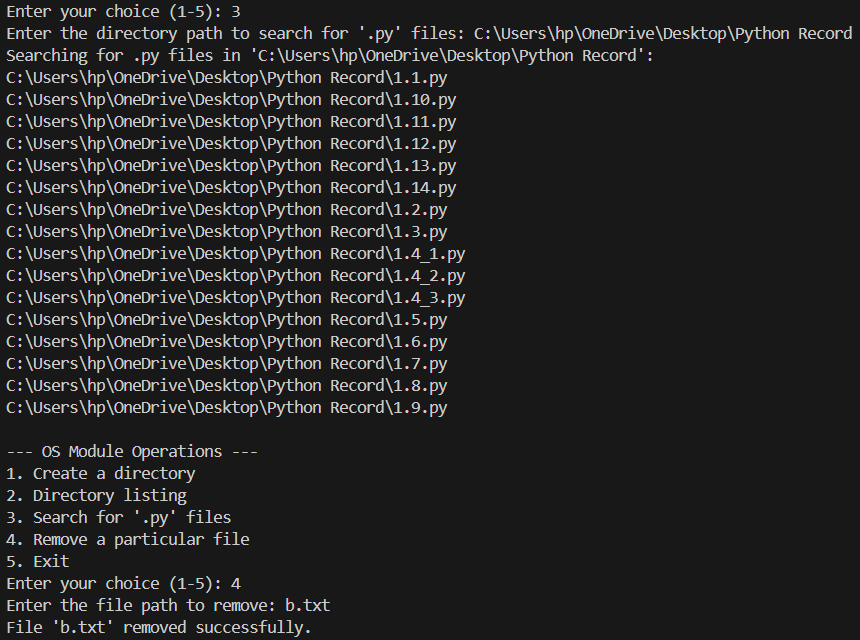 Enter your choice (1-5): 3
Enter the directory path to search for '.py' files: C:\Users\hp\OneDrive\Desktop\Python Record
Searching for .py files in 'C:\Users\hp\OneDrive\Desktop\Python Record':
C:\Users\hp\OneDrive\Desktop\Python Record\1.1.py
C:\Users\hp\OneDrive\Desktop\Python Record\1.10.py
C:\Users\hp\OneDrive\Desktop\Python Record\1.11.py
C:\Users\hp\OneDrive\Desktop\Python Record\1.12.py
C:\Users\hp\OneDrive\Desktop\Python Record\1.13.py
C:\Users\hp\OneDrive\Desktop\Python Record\1.14.py
C:\Users\hp\OneDrive\Desktop\Python Record\1.2.py
C:\Users\hp\OneDrive\Desktop\Python Record\1.3.py
C:\Users\hp\OneDrive\Desktop\Python Record\1.4_1.py
C:\Users\hp\OneDrive\Desktop\Python Record\1.4_2.py
C:\Users\hp\OneDrive\Desktop\Python Record\1.4_3.py
C:\Users\hp\OneDrive\Desktop\Python Record\1.5.py
C:\Users\hp\OneDrive\Desktop\Python Record\1.6.py
C:\Users\hp\OneDrive\Desktop\Python Record\1.7.py
C:\Users\hp\OneDrive\Desktop\Python Record\1.8.py
C:\Users\hp\OneDrive\Desktop\Python Record\1.9.py

--- OS Module Operations ---
1. Create a directory
2. Directory listing
3. Search for '.py' files
4. Remove a particular file
5. Exit
Enter your choice (1-5): 4
Enter the file path to remove: b.txt
File 'b.txt' removed successfully.